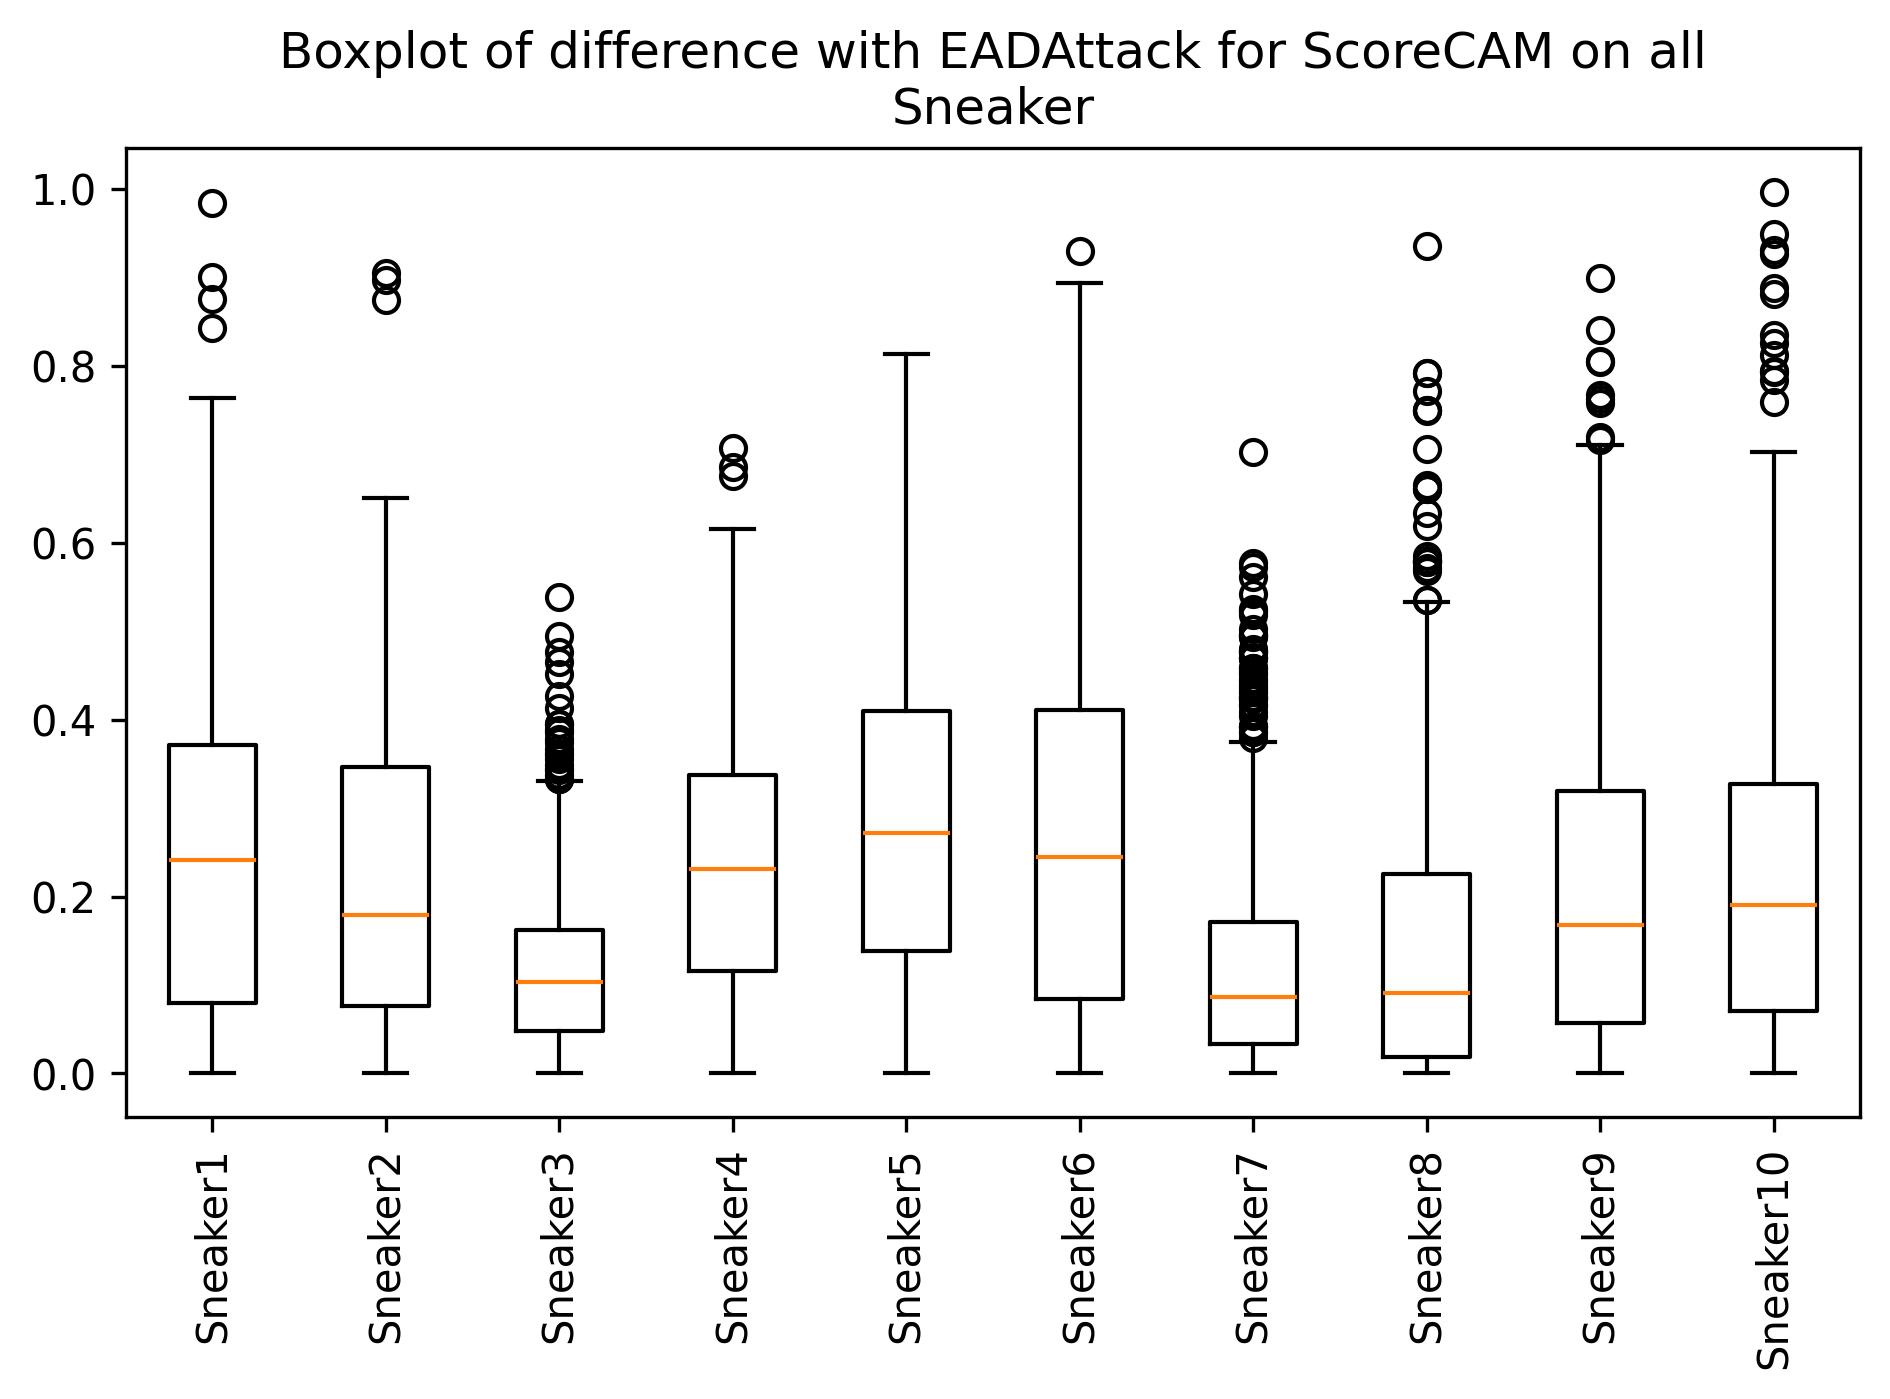 Boxplot of difference with EADAttack for ScoreCAM on all
Sneaker
1.0
0.8
0.6
0.4
0.2
0.0
Sneaker1
Sneaker2
Sneaker3
Sneaker4
Sneaker5
Sneaker6
Sneaker7
Sneaker8
Sneaker9
Sneaker10